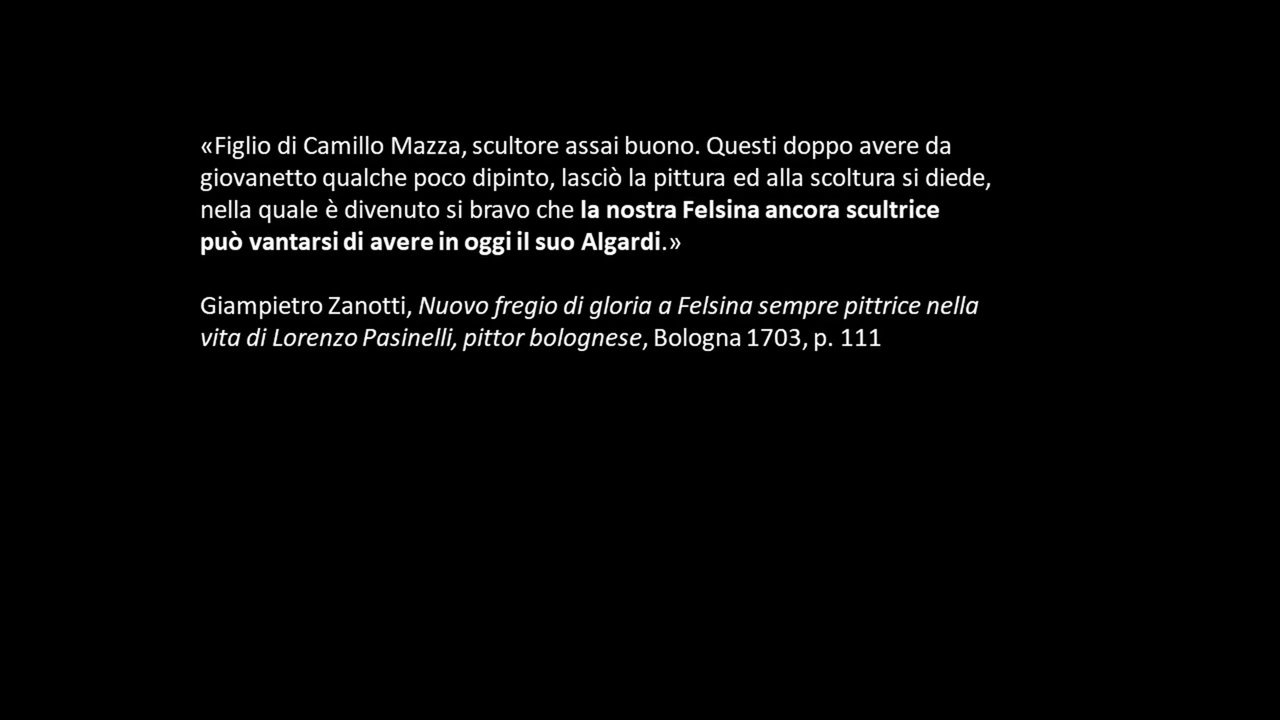 «Figlio di Camillo Mazza, scultore assai buono. Questi doppo avere da
giovanetto qualche poco dipinto, lasciò la pittura ed alla scoltura si diede,
nella quale è divenuto si bravo che la nostra Felsina ancora scultrice
può vantarsi di avere in oggi il suo Algardi.»
Giampietro Zanotti, Nuovo fregio di gloria a Felsina sempre pittrice nella
vita di Lorenzo Pasinelli, pittor bolognese, Bologna 1703, p. 111